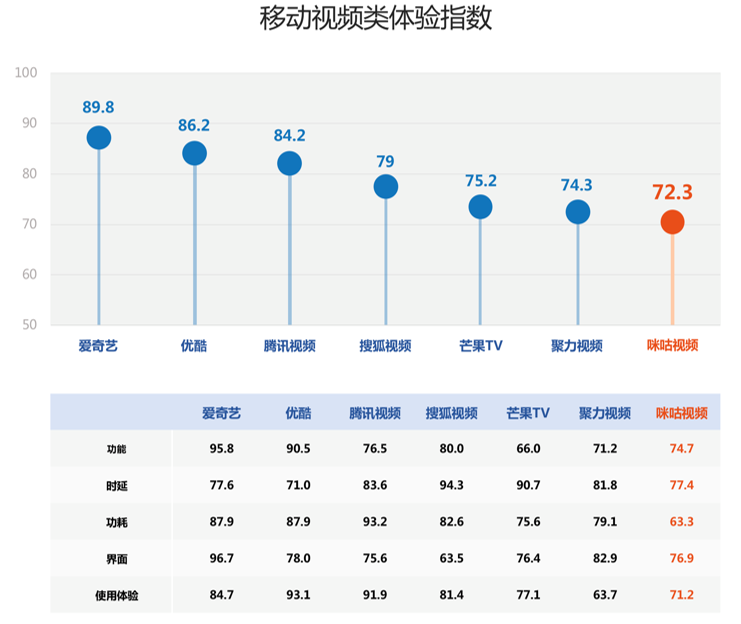 移动视频类体验指数
100
90
80
70
60
50
89.8
86.2
84.2
79
75.2
74.3
72.3
爱奇艺 优酷 腾讯视频 搜狐视频 芒果TV 聚力视频 咪咕视频
爱奇艺 优酷 腾讯视频 搜狐视频 芒果TV 聚力视频 咪咕视频
功能 95.8 90.5 76.5 80.0 66.0 71.2 74.7
时延 77.6 71.0 83.6 94.3 90.7 81.8 77.4
功耗 87.9 87.9 93.2 82.6 75.6 79.1 63.3
界面 96.7 78.0 75.6 63.5 76.4 82.9 76.9
使用体验 84.7 93.1 91.9 81.4 77.1 63.7 71.2